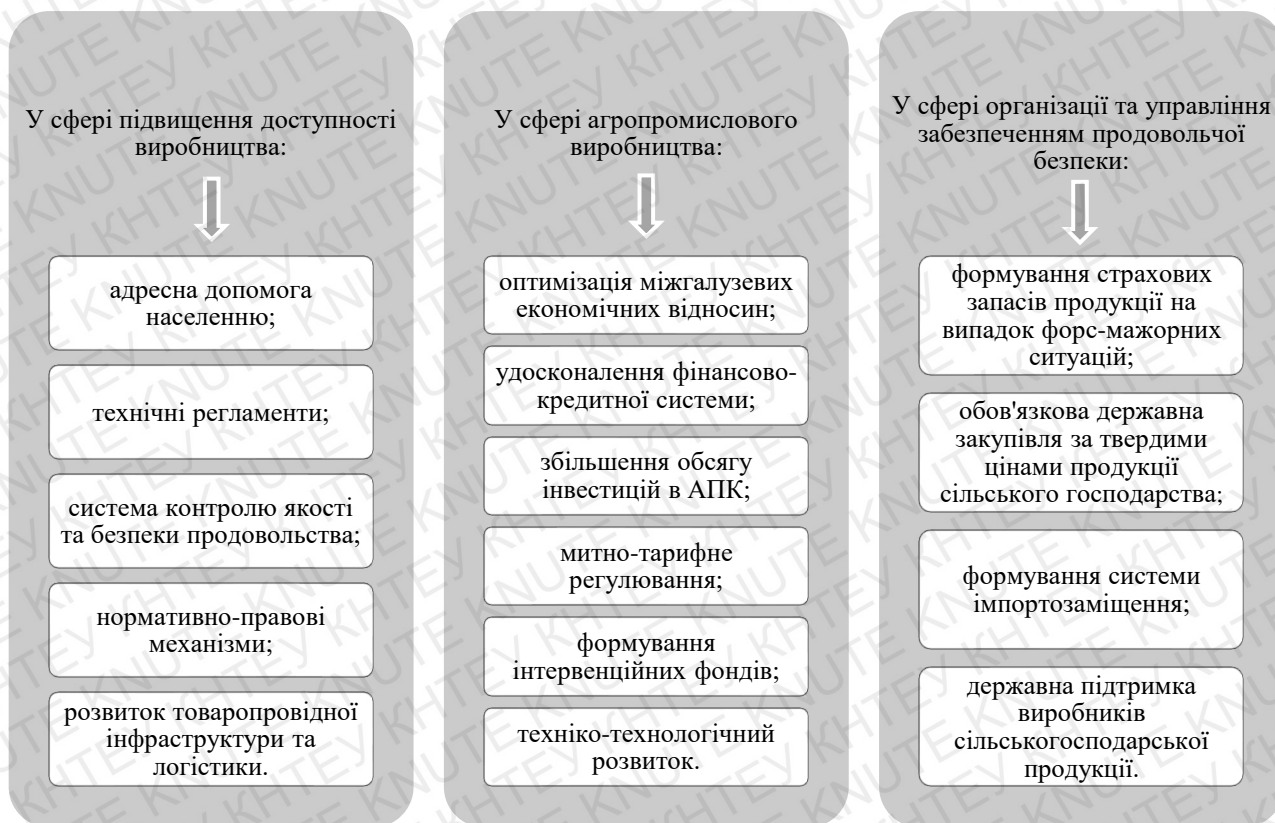 У сфері підвищення доступності
виробництва:
адресна допомога
населенню;
технічні регламенти;
система контролю якості
та безпеки продовольства;
нормативно-правові
механізми;
розвиток товаропровідної
інфраструктури та
логістики.
У сфері агропромислового
виробництва:
оптимізація міжгалузевих
економічних відносин;
удосконалення фінансово-
кредитної системи;
збільшення обсягу
інвестицій в АПК;
митно-тарифне
регулювання;
формування
інтервенційних фондів;
техніко-технологічний
розвиток.
У сфері організації та управління
забезпеченням продовольчої
безпеки:
формування страхових
запасів продукції на
випадок форс-мажорних
ситуацій;
обов'язкова державна
закупівля за твердими
цінами продукції
сільського господарства;
формування системи
імпортозаміщення;
державна підтримка
виробників
сільськогосподарської
продукції.